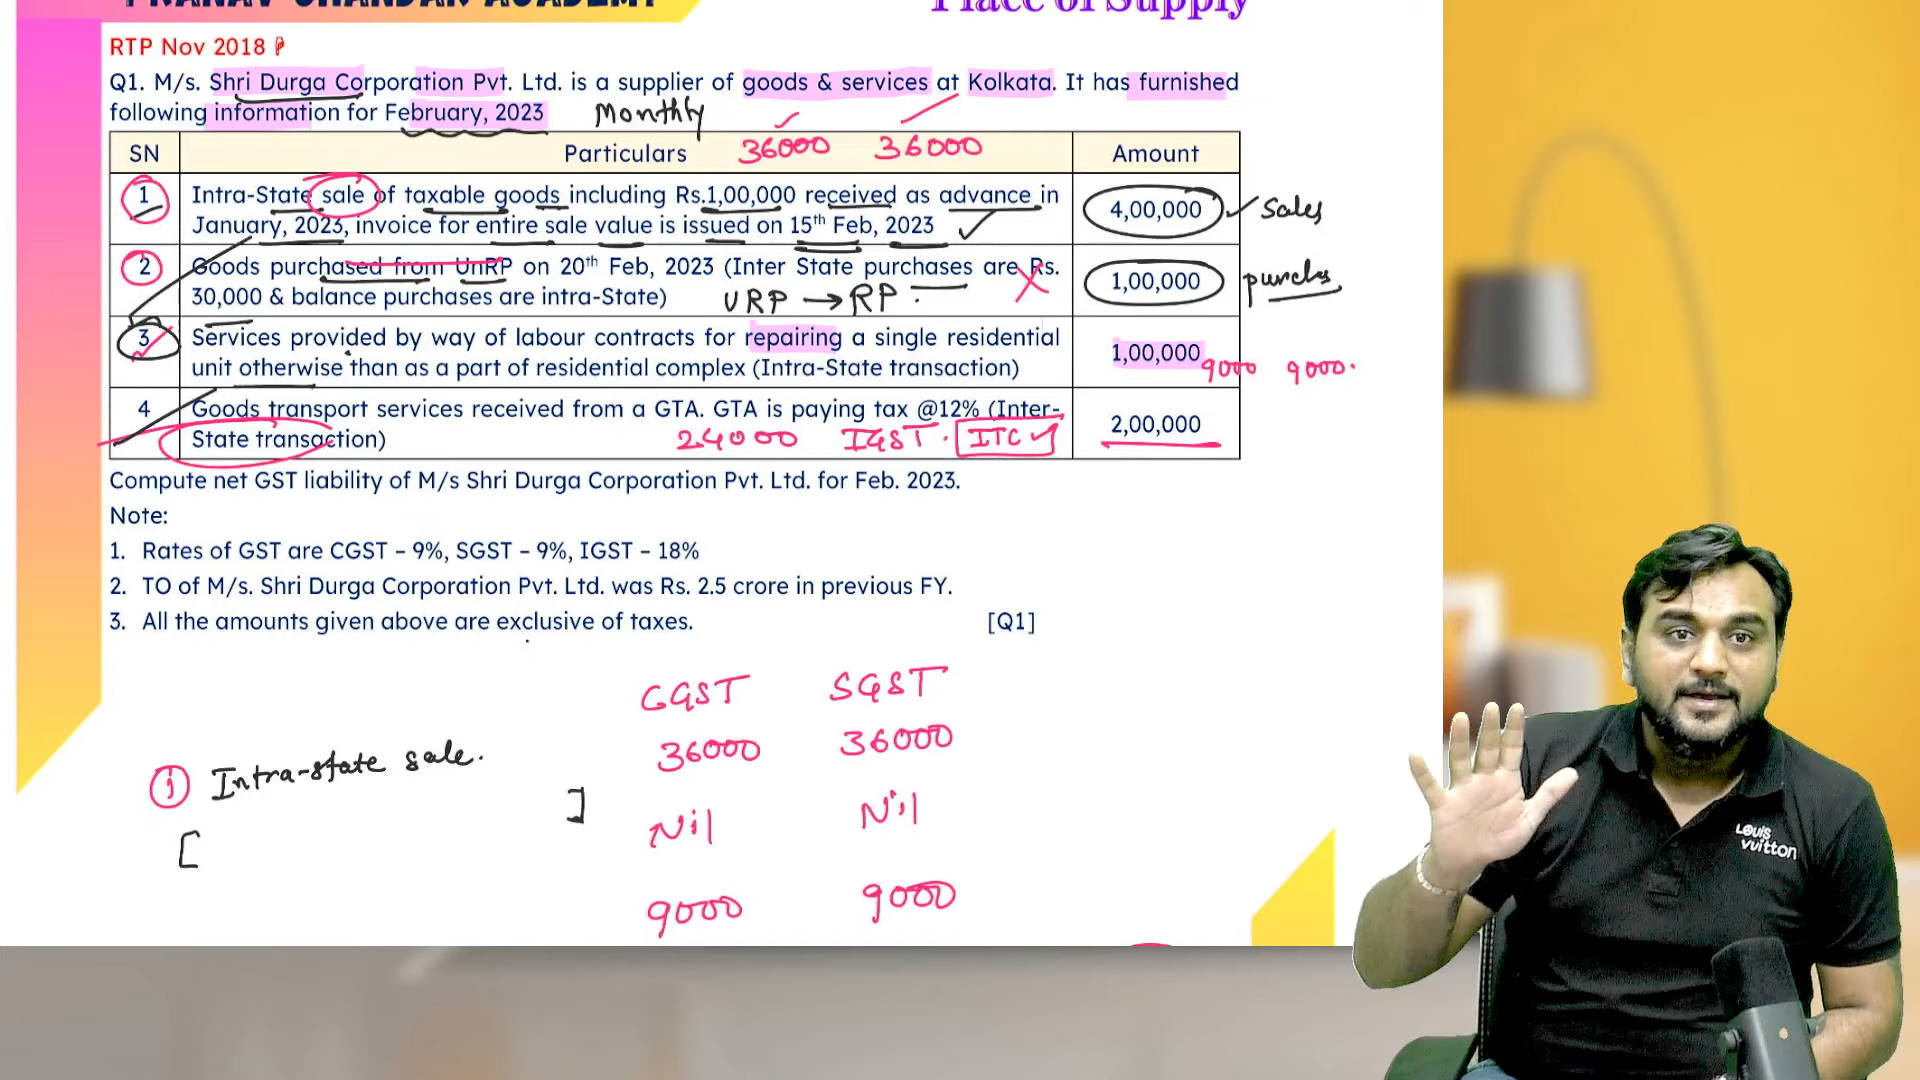 PRANAV CHANDAK ACADEMY
Place of Supply
RTP Nov 2018
Q1. M/s. Shri Durga Corporation Pvt. Ltd. is a supplier of goods & services at Kolkata. It has furnished
following information for February, 2023 Monthly
SN Particulars 36000 36000 Amount
1 Intra-State sale of taxable goods including Rs.1,00,000 received as advance in
January, 2023, invoice for entire sale value is issued on 15th Feb, 2023
4,00,000 sales
2 Goods purchased from UnRP on 20th Feb, 2023 (Inter State purchases are Rs.
30,000 & balance purchases are intra-State) URP → RP
1,00,000
3 Services provided by way of labour contracts for repairing a single residential
unit otherwise than as a part of residential complex (Intra-State transaction)
1,00,000 9000 9000.
4 Goods transport services received from a GTA. GTA is paying tax @12% (Inter-
State transaction) 24000 IGST. ITC ✓
2,00,000
Compute net GST liability of M/s Shri Durga Corporation Pvt. Ltd. for Feb. 2023.
Note:
1. Rates of GST are CGST – 9%, SGST – 9%, IGST – 18%
2. TO of M/s. Shri Durga Corporation Pvt. Ltd. was Rs. 2.5 crore in previous FY.
3. All the amounts given above are exclusive of taxes. [Q1]
CGST SGST
36000 36000
1 Intra-state sale.
[ ]
Nil Nil
9000 9000
Louis
Vuitton